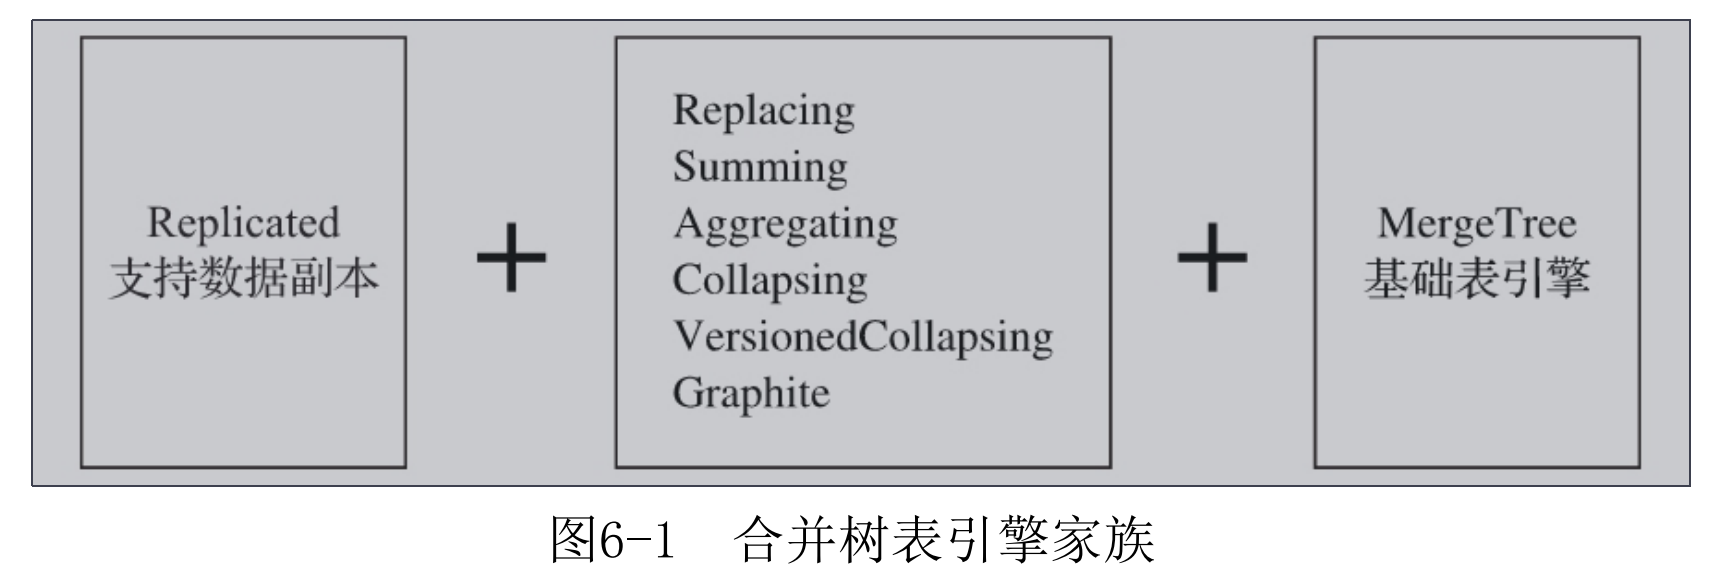 Replicated
支持数据副本
+
Replacing
Summing
Aggregating
Collapsing
VersionedCollapsing
Graphite
+
MergeTree
基础表引擎
图6-1 合并树表引擎家族